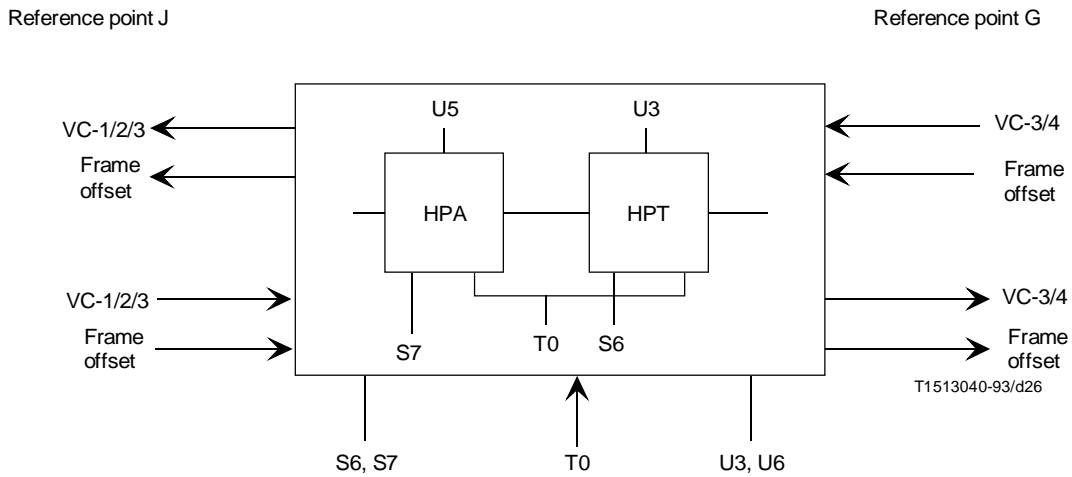 Reference point J
Reference point G
U5
U3
VC-1/2/3
VC-3/4
Frame
offset
Frame
offset
HPA
HPT
VC-1/2/3
VC-3/4
Frame
offset
Frame
offset
S7
T0
S6
T1513040-93/d26
S6, S7
T0
U3, U6